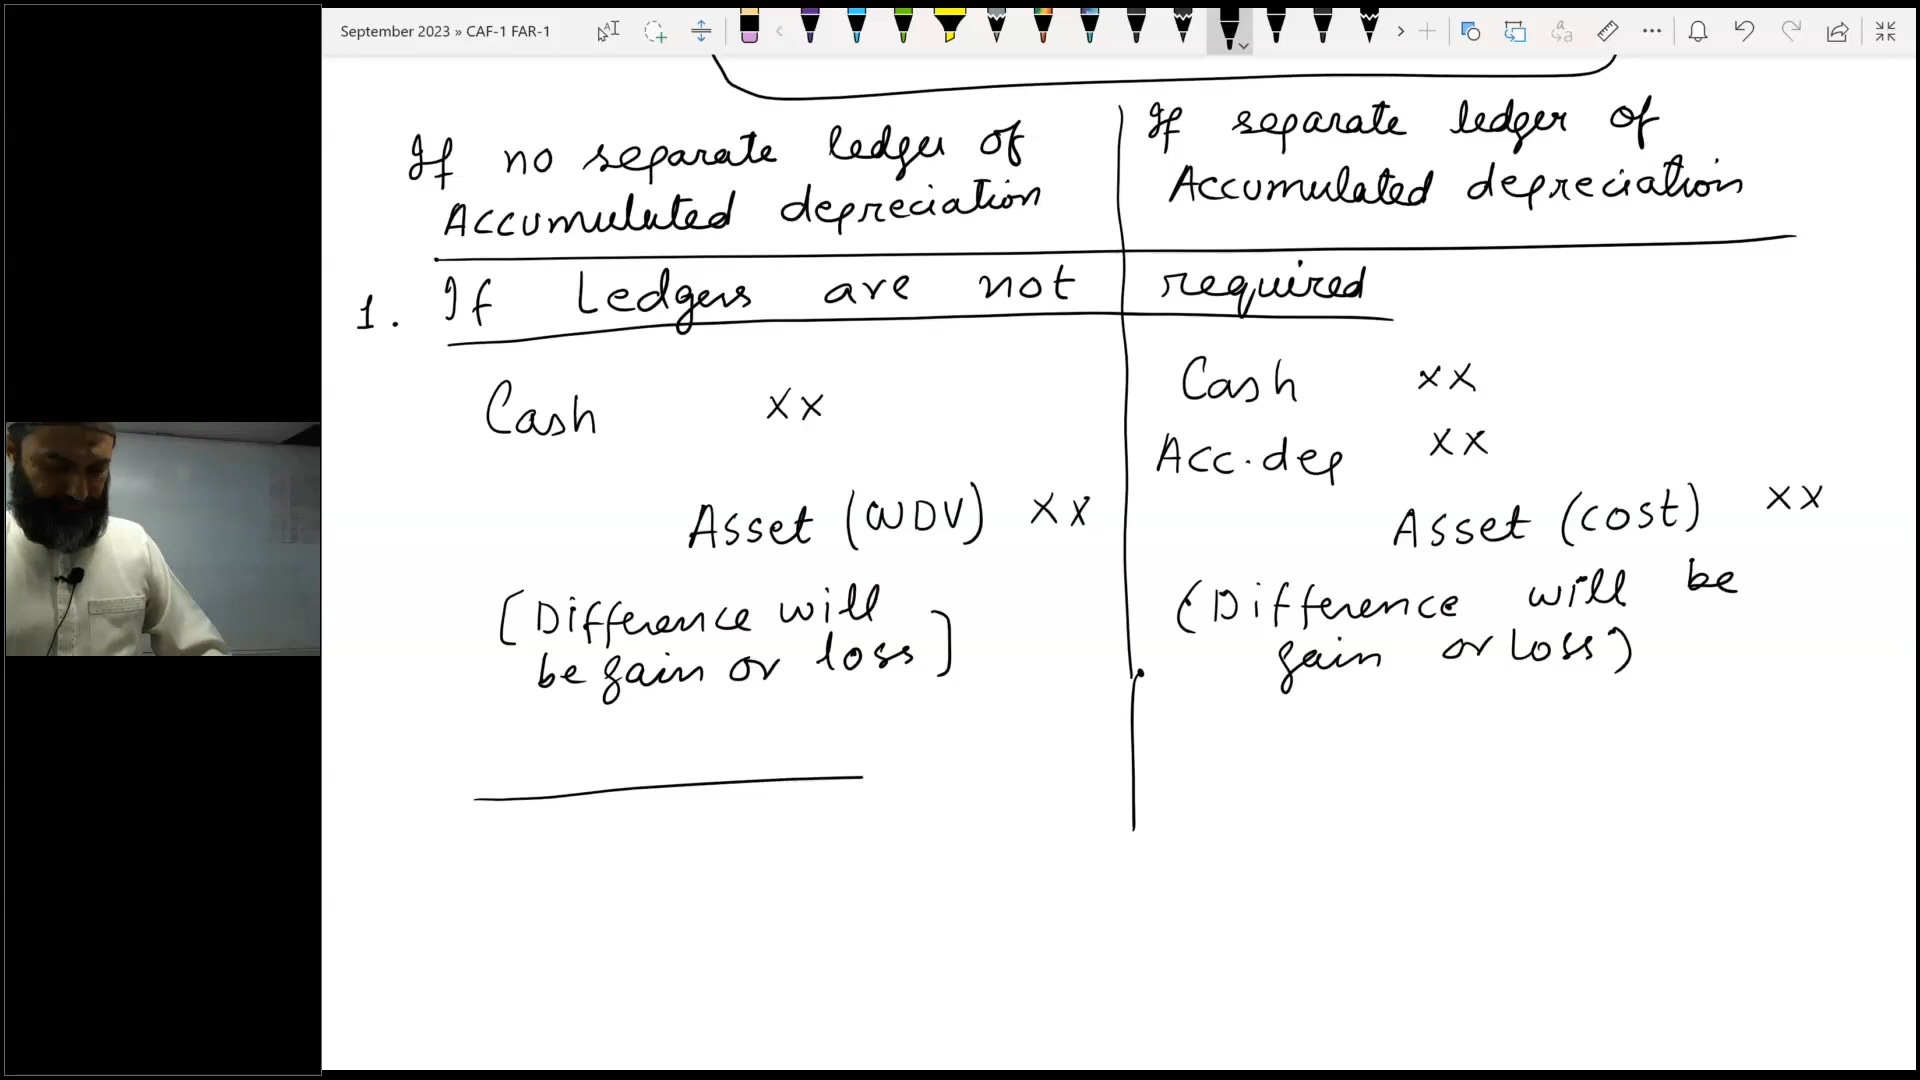 September 2023 » CAF-1 FAR-1
If no separate ledger of
Accumulated depreciation
If separate ledger of
Accumulated depreciation
1. If Ledgers are not required
Cash xx
Asset (WDV) xx
[Difference will
be gain or loss]
Cash xx
Acc.dep xx
Asset (cost) xx
(Difference will be
gain or loss)